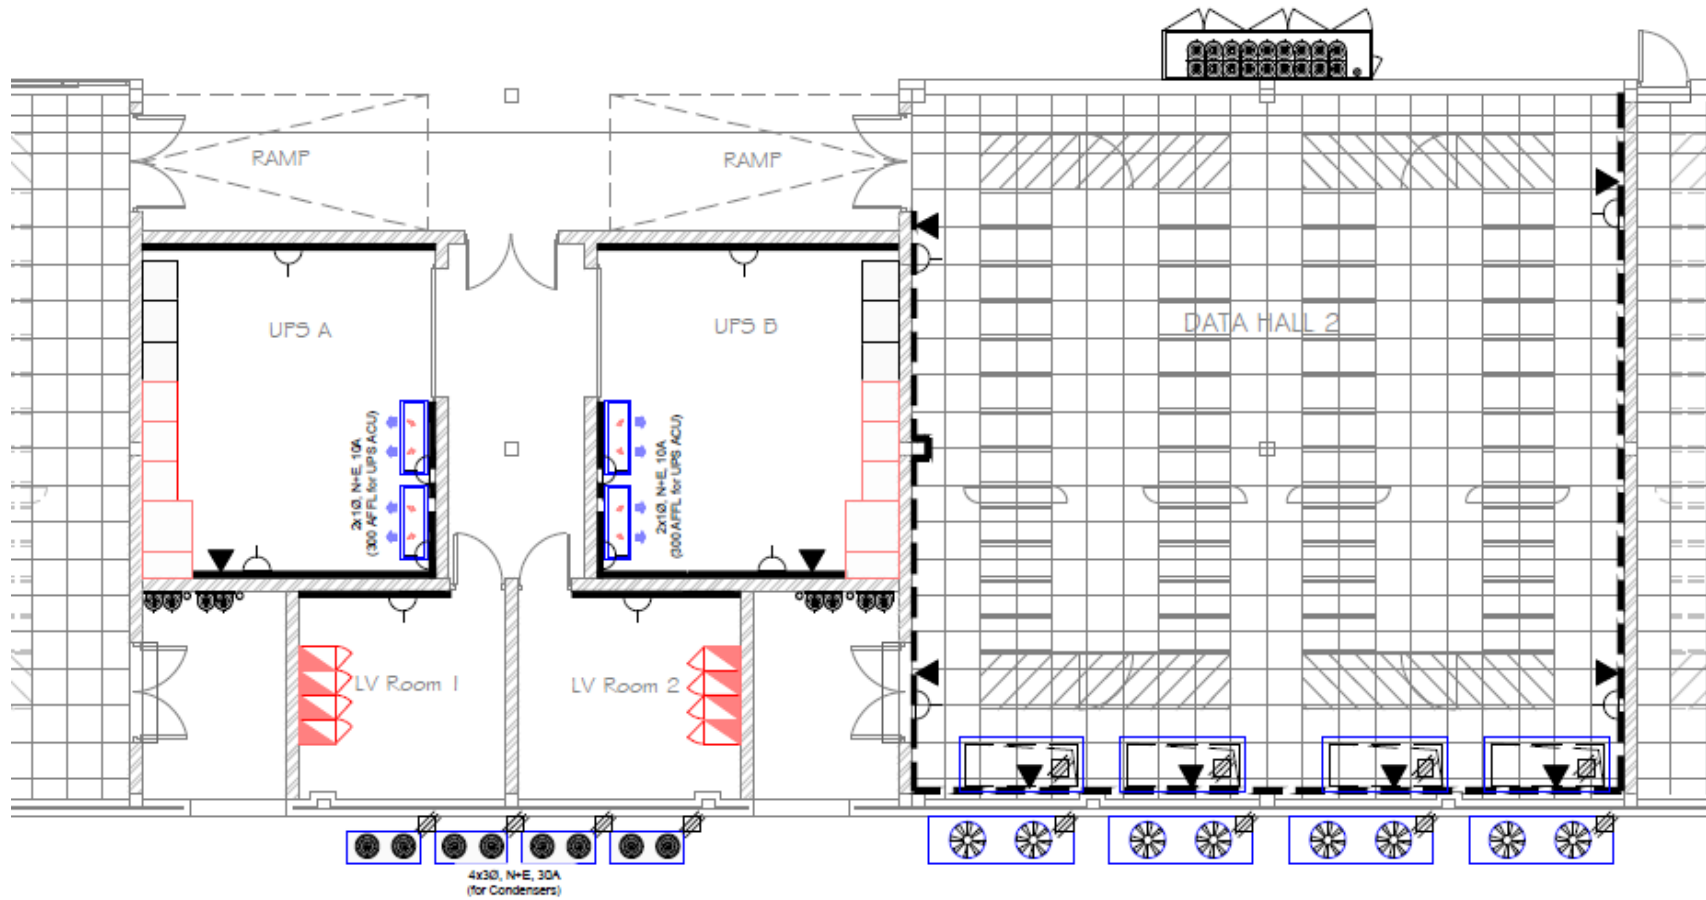 RAMP
RAMP
UPS A
UPS B
DATA HALL 2
2x1Ø, N+E, 10A
(300 AFFL for UPS ACU)
2x1Ø, N+E, 10A
(300 AFFL for UPS ACU)
LV Room 1
LV Room 2
4x3Ø, N+E, 30A
(for Condensers)